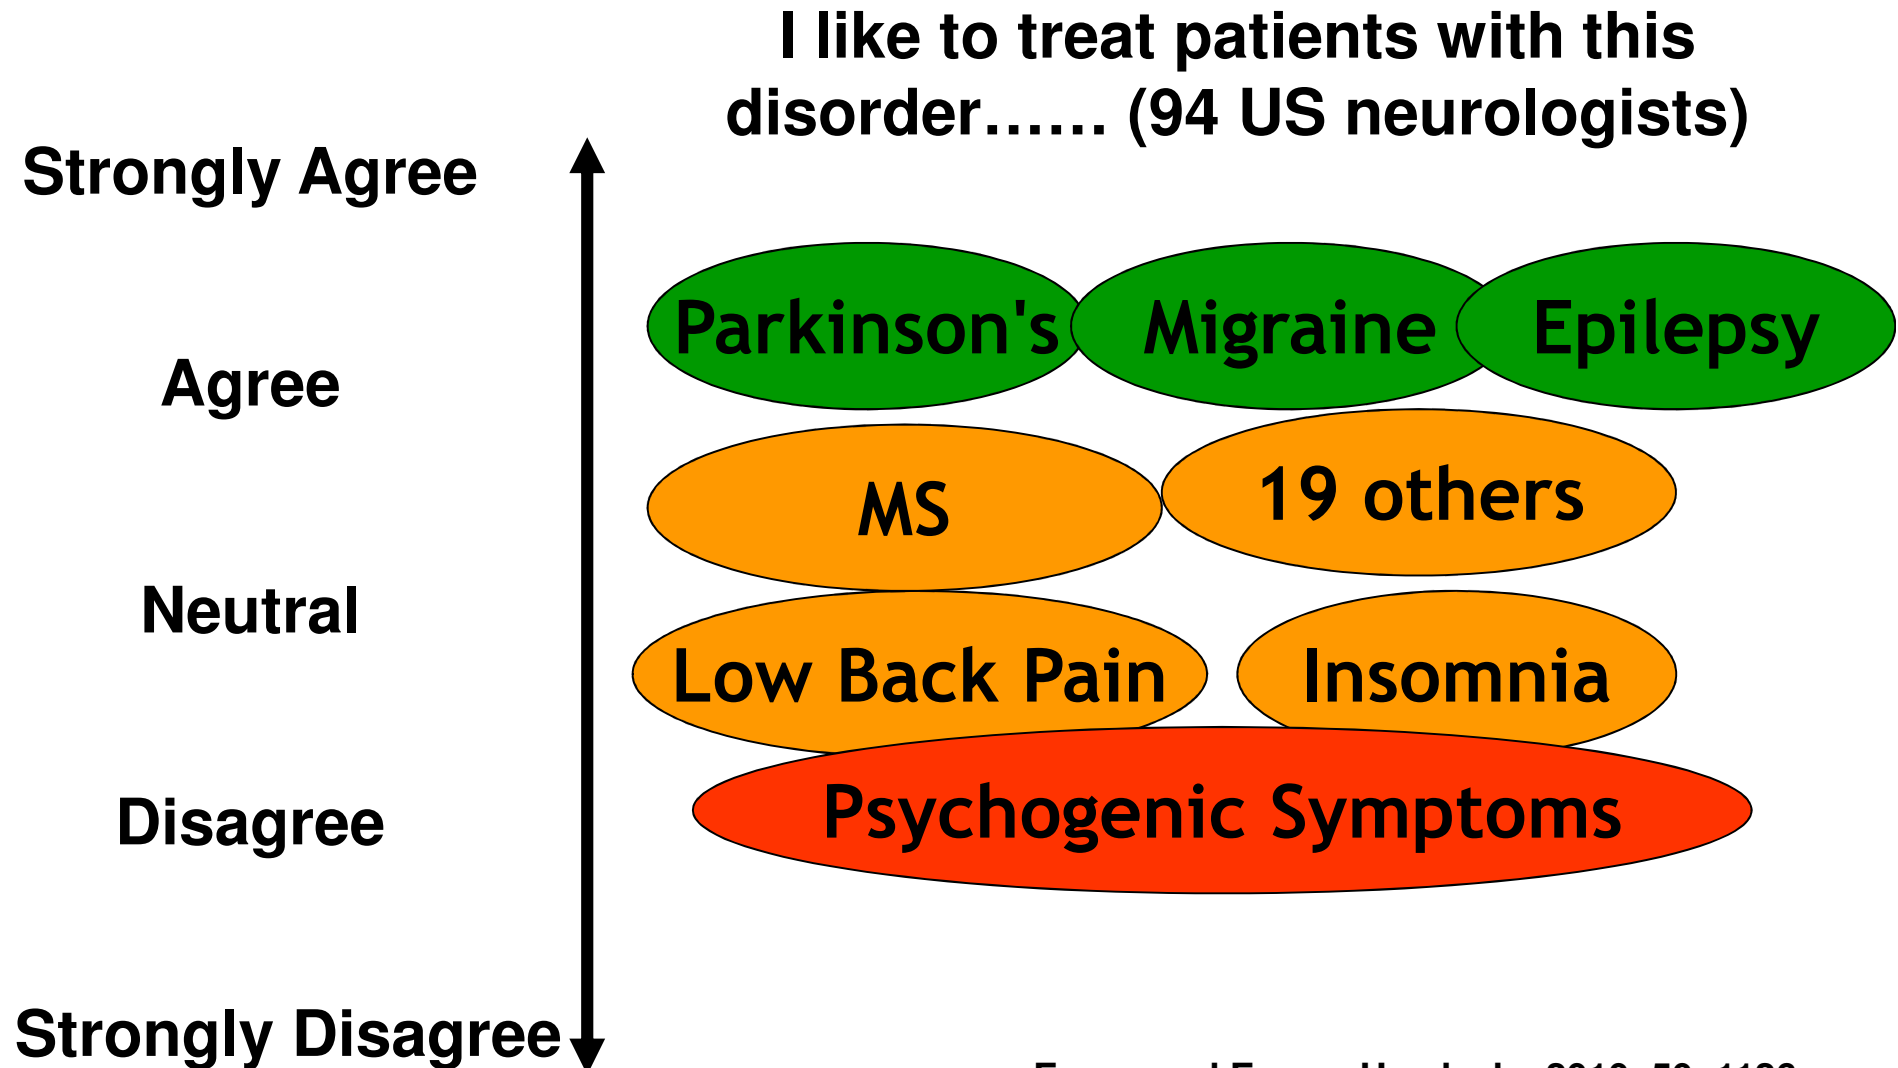 I like to treat patients with this
disorder…… (94 US neurologists)
Strongly Agree
Parkinson's Migraine Epilepsy
Agree
MS 19 others
Neutral
Low Back Pain Insomnia
Disagree
Psychogenic Symptoms
Strongly Disagree